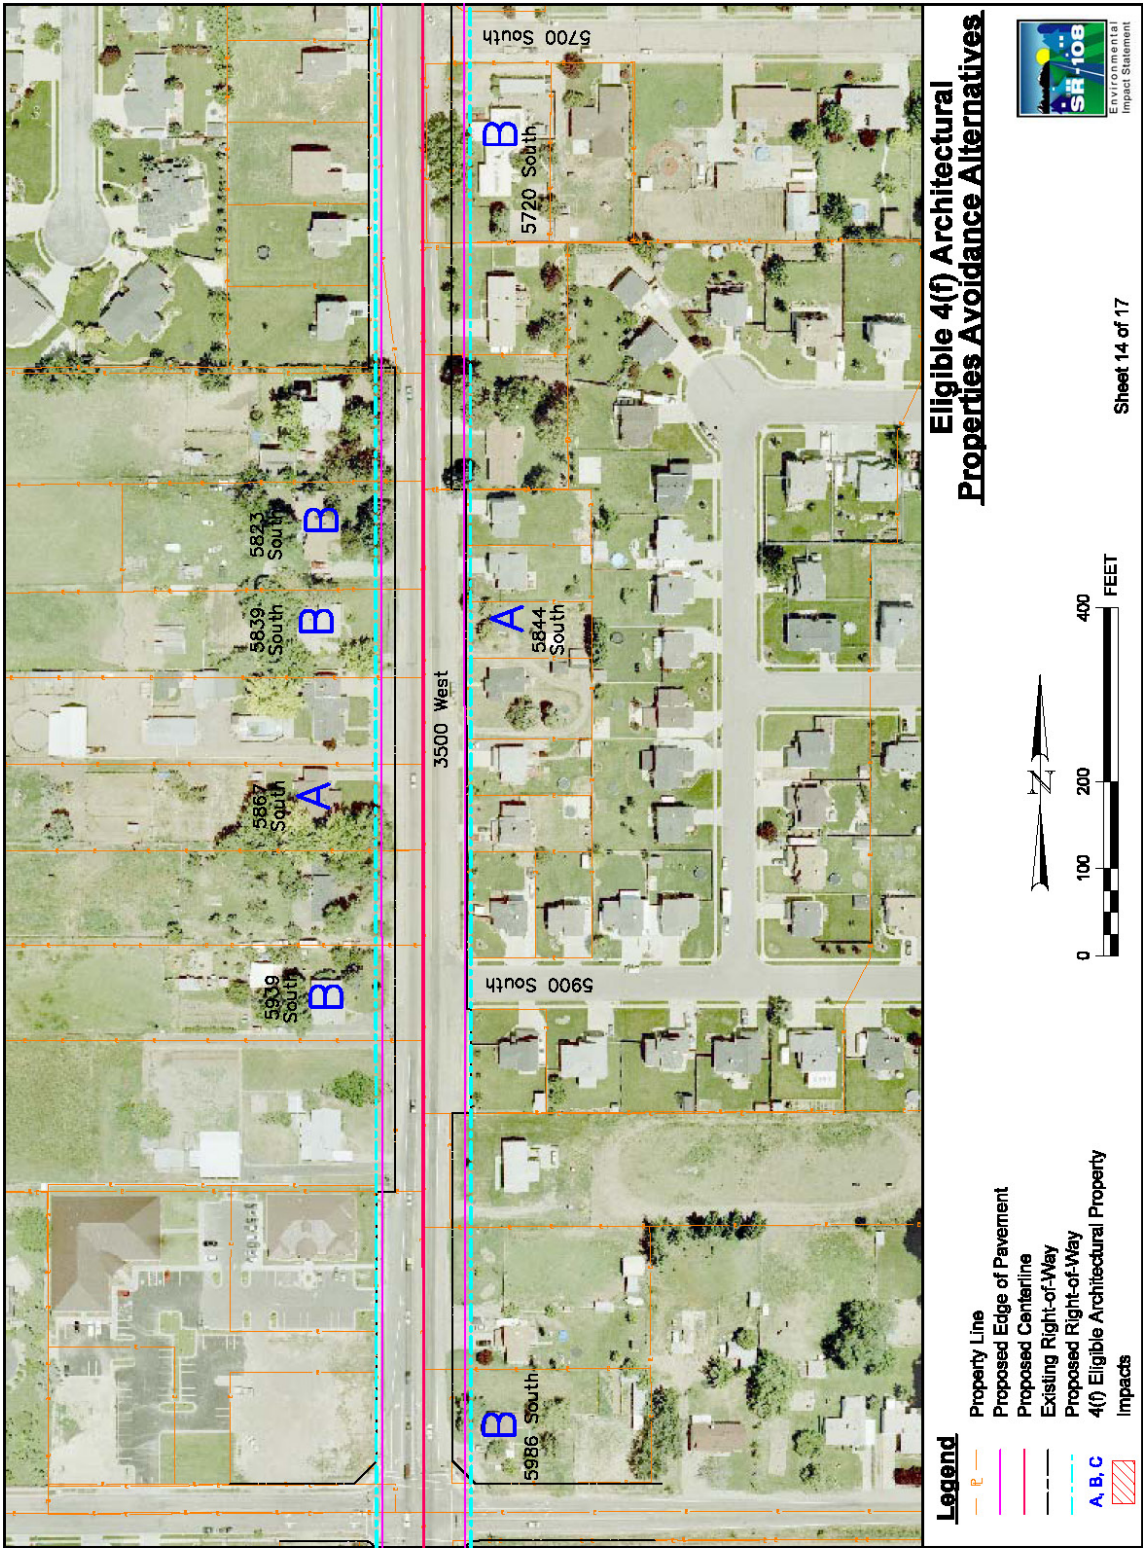 5700 South
B
5720 South
5823
South
B
5839
South
B
A
5844
South
3500 West
5867
South
A
5939
South
B
5900 South
B
5986 South
Eligible 4(f) Architectural
Properties Avoidance Alternatives
SR-108
Environmental
Impact Statement
Sheet 14 of 17
N
0 100 200 400
FEET
Legend
Property Line
Proposed Edge of Pavement
Proposed Centerline
Existing Right-of-Way
Proposed Right-of-Way
A, B, C 4(f) Eligible Architectural Property
Impacts